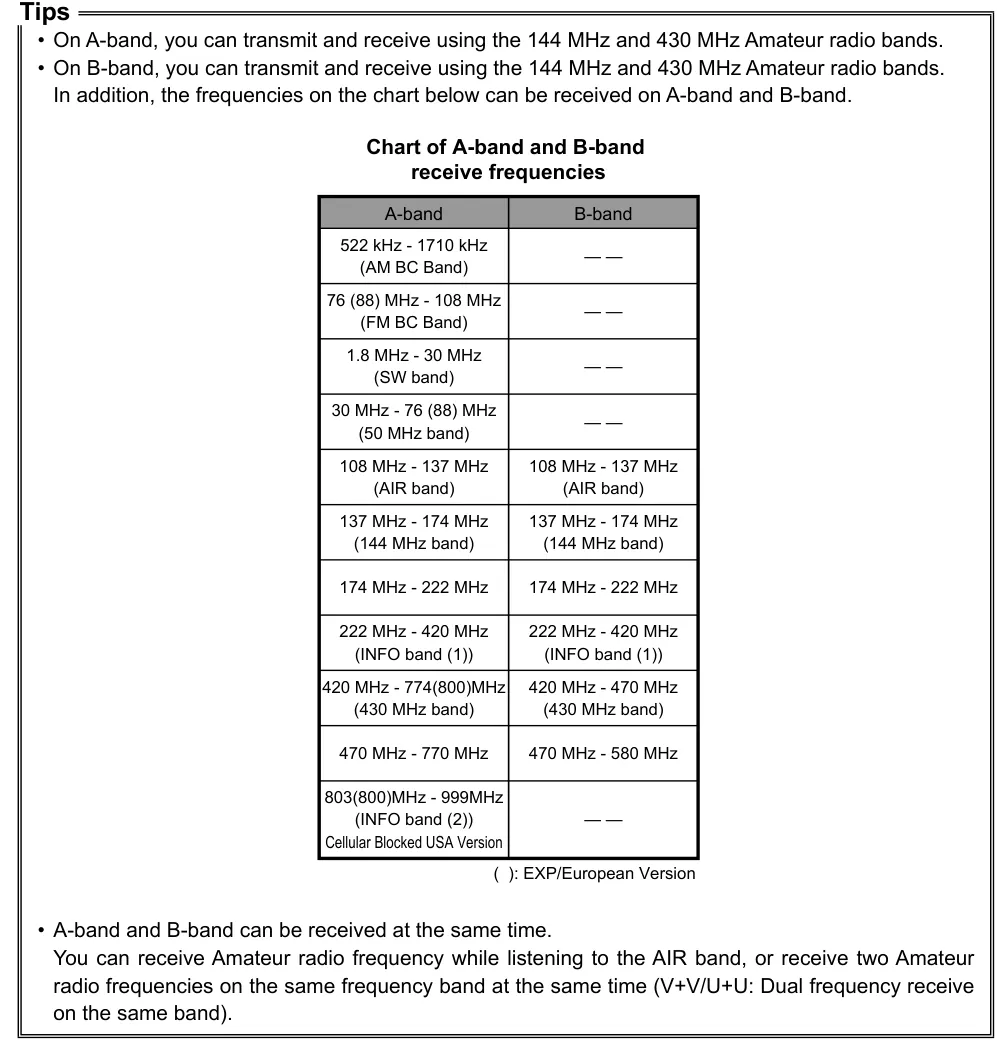 Tips
• On A-band, you can transmit and receive using the 144 MHz and 430 MHz Amateur radio bands.
• On B-band, you can transmit and receive using the 144 MHz and 430 MHz Amateur radio bands.
In addition, the frequencies on the chart below can be received on A-band and B-band.
Chart of A-band and B-band
receive frequencies
A-band B-band
522 kHz - 1710 kHz
(AM BC Band) — —
76 (88) MHz - 108 MHz
(FM BC Band) — —
1.8 MHz - 30 MHz
(SW band) — —
30 MHz - 76 (88) MHz
(50 MHz band) — —
108 MHz - 137 MHz 108 MHz - 137 MHz
(AIR band) (AIR band)
137 MHz - 174 MHz 137 MHz - 174 MHz
(144 MHz band) (144 MHz band)
174 MHz - 222 MHz 174 MHz - 222 MHz
222 MHz - 420 MHz 222 MHz - 420 MHz
(INFO band (1)) (INFO band (1))
420 MHz - 774(800)MHz 420 MHz - 470 MHz
(430 MHz band) (430 MHz band)
470 MHz - 770 MHz 470 MHz - 580 MHz
803(800)MHz - 999MHz
(INFO band (2)) — —
Cellular Blocked USA Version
( ): EXP/European Version
• A-band and B-band can be received at the same time.
You can receive Amateur radio frequency while listening to the AIR band, or receive two Amateur
radio frequencies on the same frequency band at the same time (V+V/U+U: Dual frequency receive
on the same band).